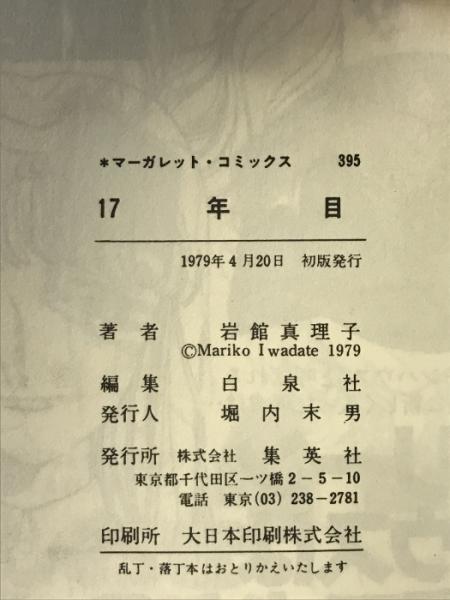 ＊マーガレット・コミックス 395
17年目
1979年4月20日 初版発行
著者 岩館真理子
©Mariko Iwadate 1979
編集 白泉社
発行人 堀内末男
発行所 株式会社 集英社
東京都千代田区一ツ橋2－5－10
電話 東京(03) 238－2781
印刷所 大日本印刷株式会社
乱丁・落丁本はおとりかえいたします